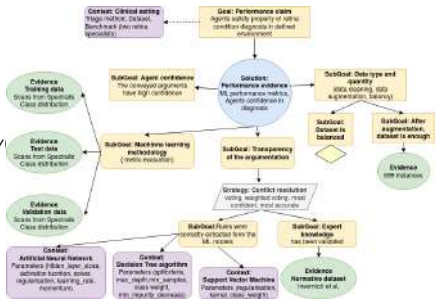 Context: Clinical setting
Triage method, Dataset,
Benchmark (two retina
specialists)
Goal: Performance claim
Agents satisfy property of retina
condition diagnosis in defined
environment
SubGoal: Agent confidence
The conveyed arguments
have high confidence
Solution:
Performance evidence
ML performance metrics,
Agents confidence in
diagnosis
SubGoal: Data type and
quantity
(data cleaning, data
augmentation, balancy)
Evidence
Training data
Scans from Spectralis
Class distribution
SubGoal:
Dataset is
balanced
SubGoal: After
augmentation,
dataset is enough
Evidence
Test data
Scans from Spectralis
Class distribution
SubGoal: Machine learning
methodology
( metric evaluation)
SubGoal: Transparency
of the argumentation
Evidence
instances
Strategy: Conflict resolution
voting, weighted voting, most
confident, most accurate
Evidence
Validation data
Scans from Spectralis
Class distribution
SubGoal: Rules were
correctly extracted from the
ML models
SubGoal: Expert
knowledge
has been validated
Context:
Artificial Neural Network
Parameters (hidden_layer_sizes,
activation function, solver,
regularisation, learning_rate,
momentum)
Context:
Decision Tree algorithm
Parameters (split criteria,
max_depth, min_samples,
class_weight,
min_impurity_decrease)
Context:
Support Vector Machine
Parameters (regularisation,
kernel, class_weight)
Evidence
Normative dataset
et al.